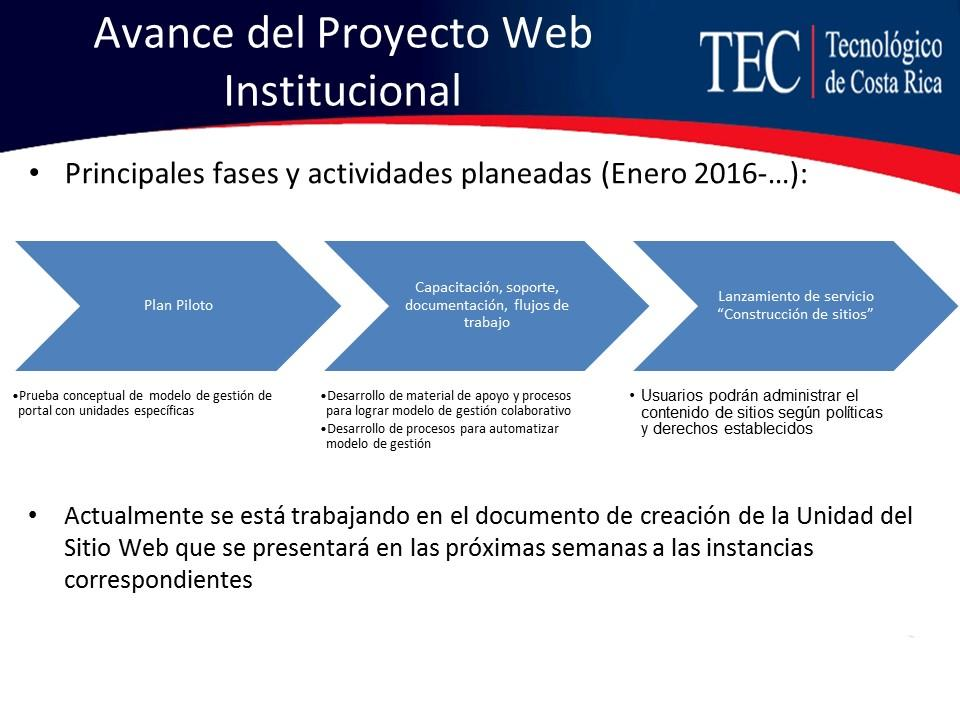 Avance del Proyecto Web
Institucional
TEC
Tecnológico
de Costa Rica
• Principales fases y actividades planeadas (Enero 2016-...):
Plan Piloto
Capacitación, soporte,
documentación, flujos de
trabajo
Lanzamiento de servicio
“Construcción de sitios”
•Prueba conceptual de modelo de gestión de
portal con unidades específicas
•Desarrollo de material de apoyo y procesos
para lograr modelo de gestión colaborativo
•Desarrollo de procesos para automatizar
modelo de gestión
• Usuarios podrán administrar el
contenido de sitios según políticas
y derechos establecidos
• Actualmente se está trabajando en el documento de creación de la Unidad del
Sitio Web que se presentará en las próximas semanas a las instancias
correspondientes